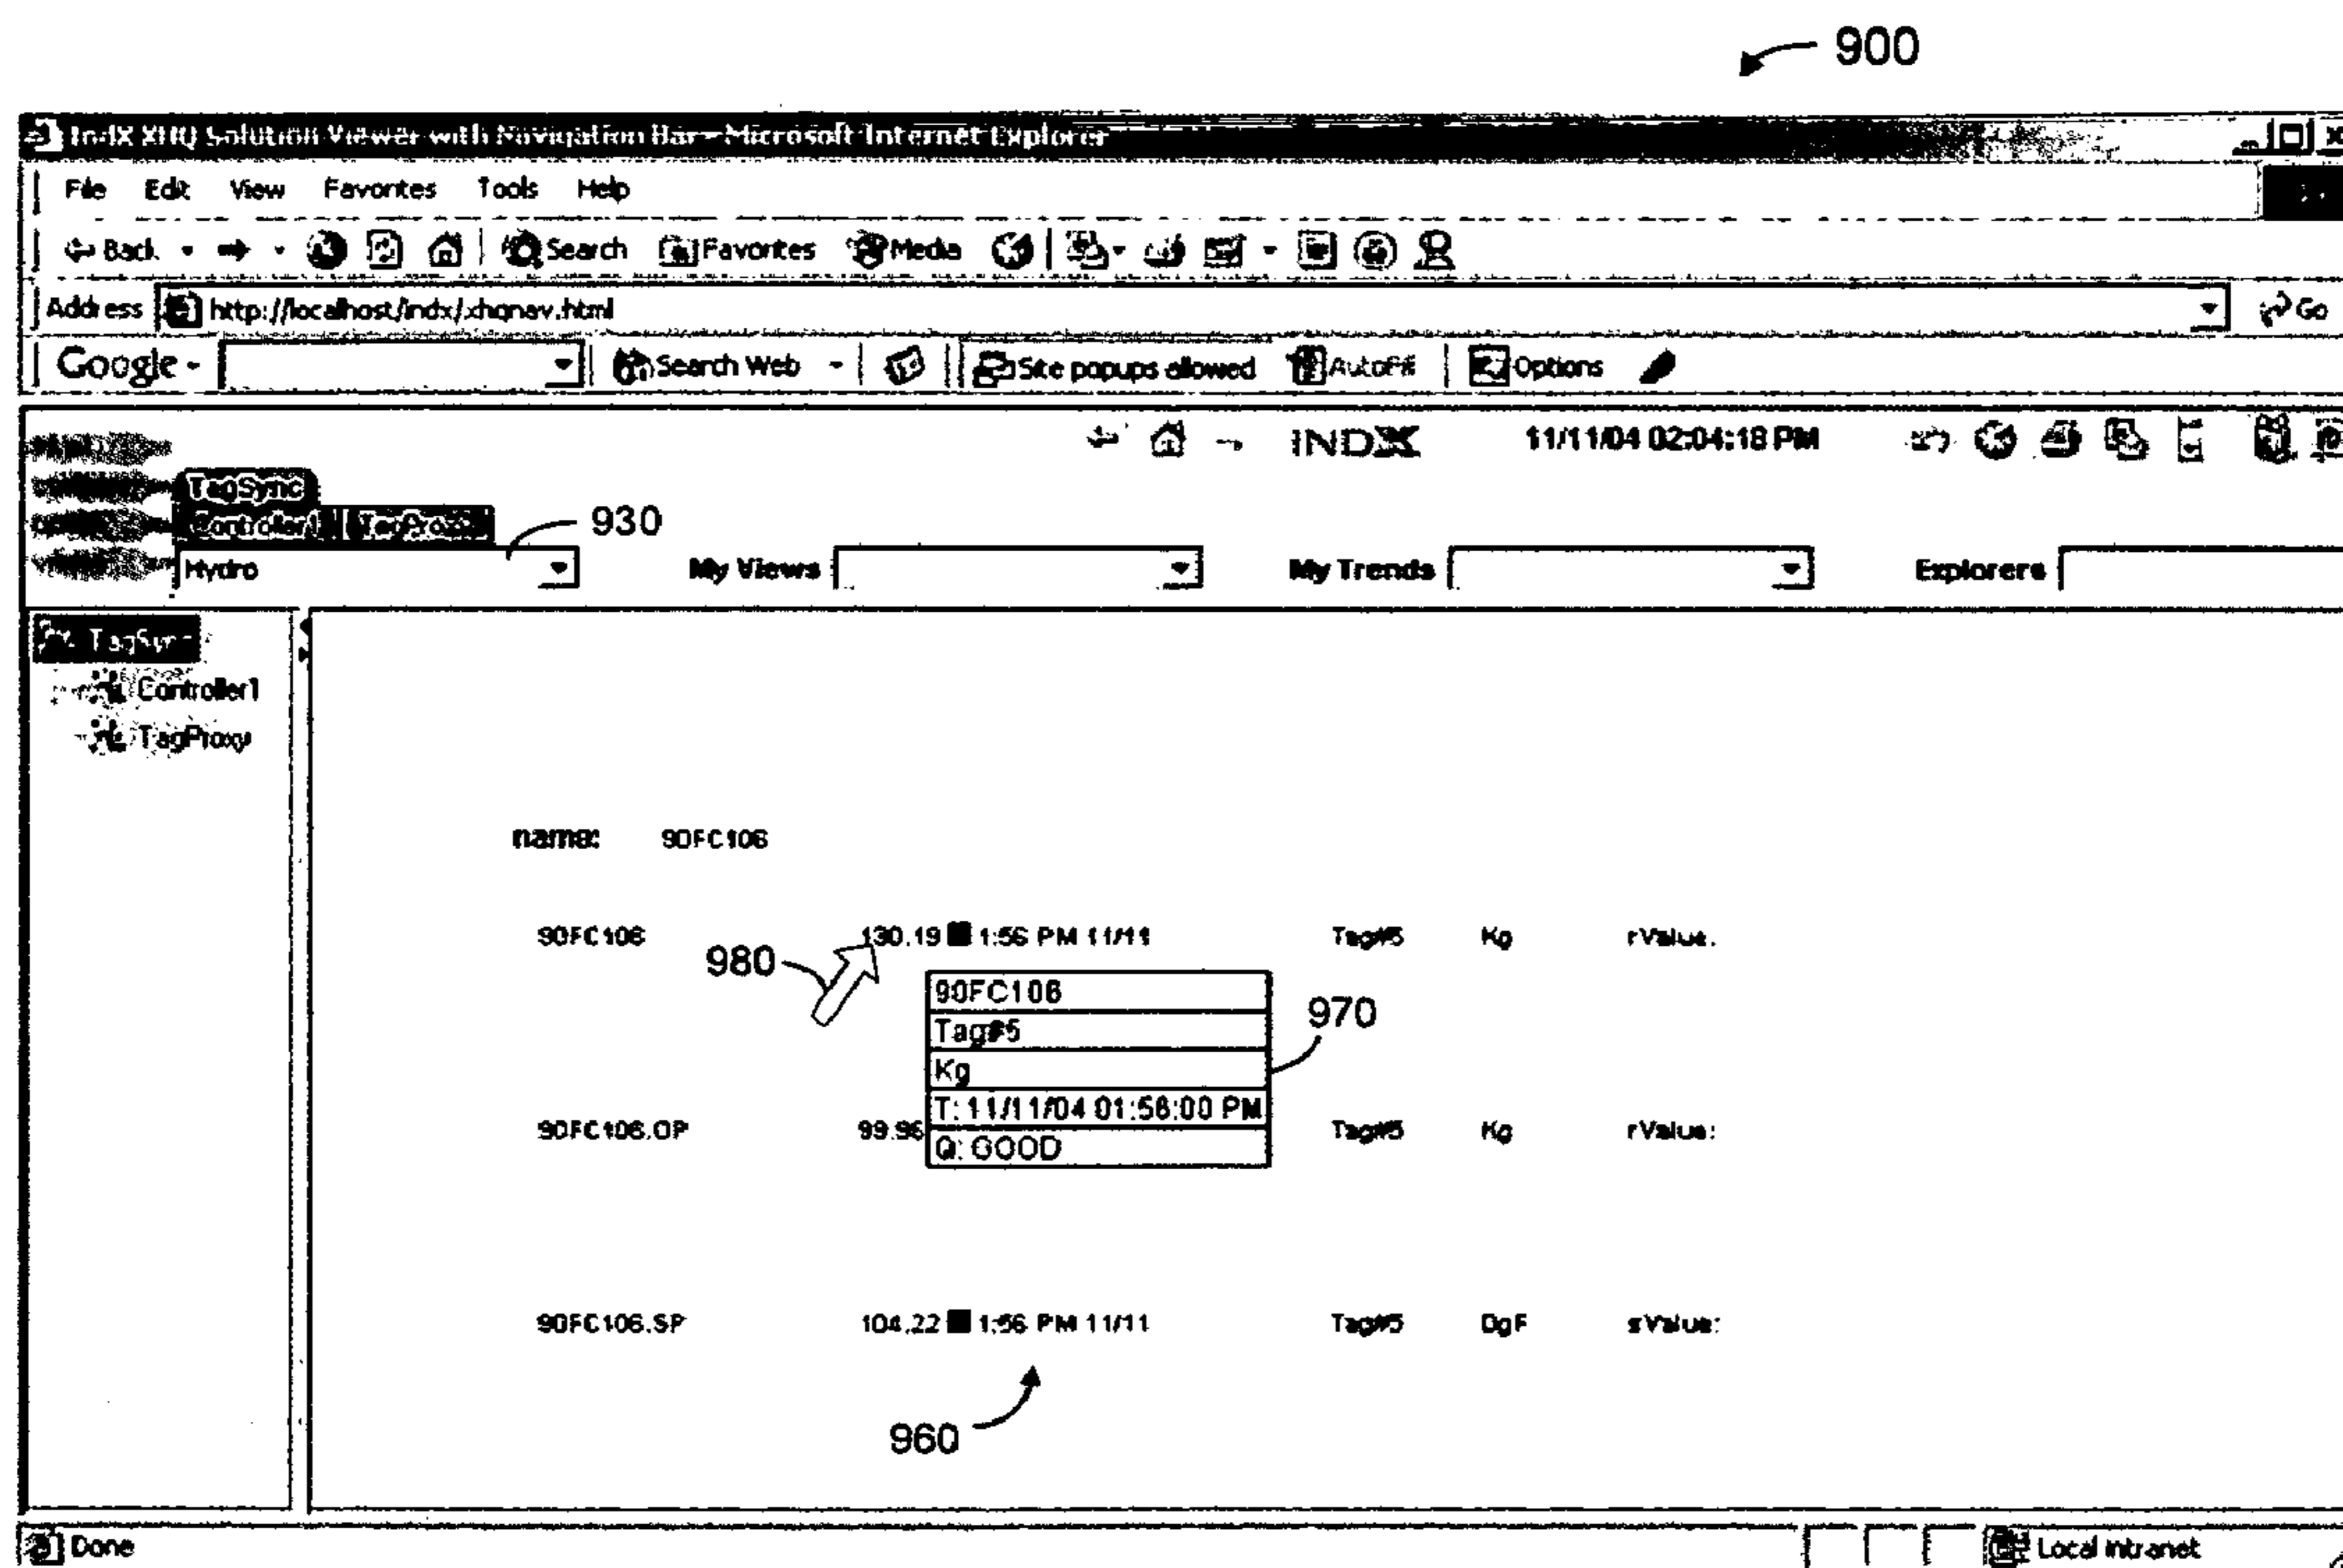 900
IndX XHQ Solution Viewer with Navigation Bar - Microsoft Internet Explorer
File Edit View Favorites Tools Help
Back Search Favorites Media
Address http://localhost/indx/xhqnav.html Go
Google Search Web Site popups allowed AutoFill Options
INDX 11/11/04 02:04:18 PM
TagSync
Controller1 TagProxy
930
Hydro My Views My Trends Explorers
TagSync
Controller1
TagProxy
name: 90FC106
90FC106 130.19 1:56 PM 11/11 Tag#5 Kg rValue:
980
90FC106
970
Tag#5
Kg
T: 11/11/04 01:56:00 PM
90FC106.OP 99.96 Tag#5 Kg rValue:
Q: GOOD
90FC106.SP 104.22 1:56 PM 11/11 Tag#5 DgF sValue:
960
Done Local intranet